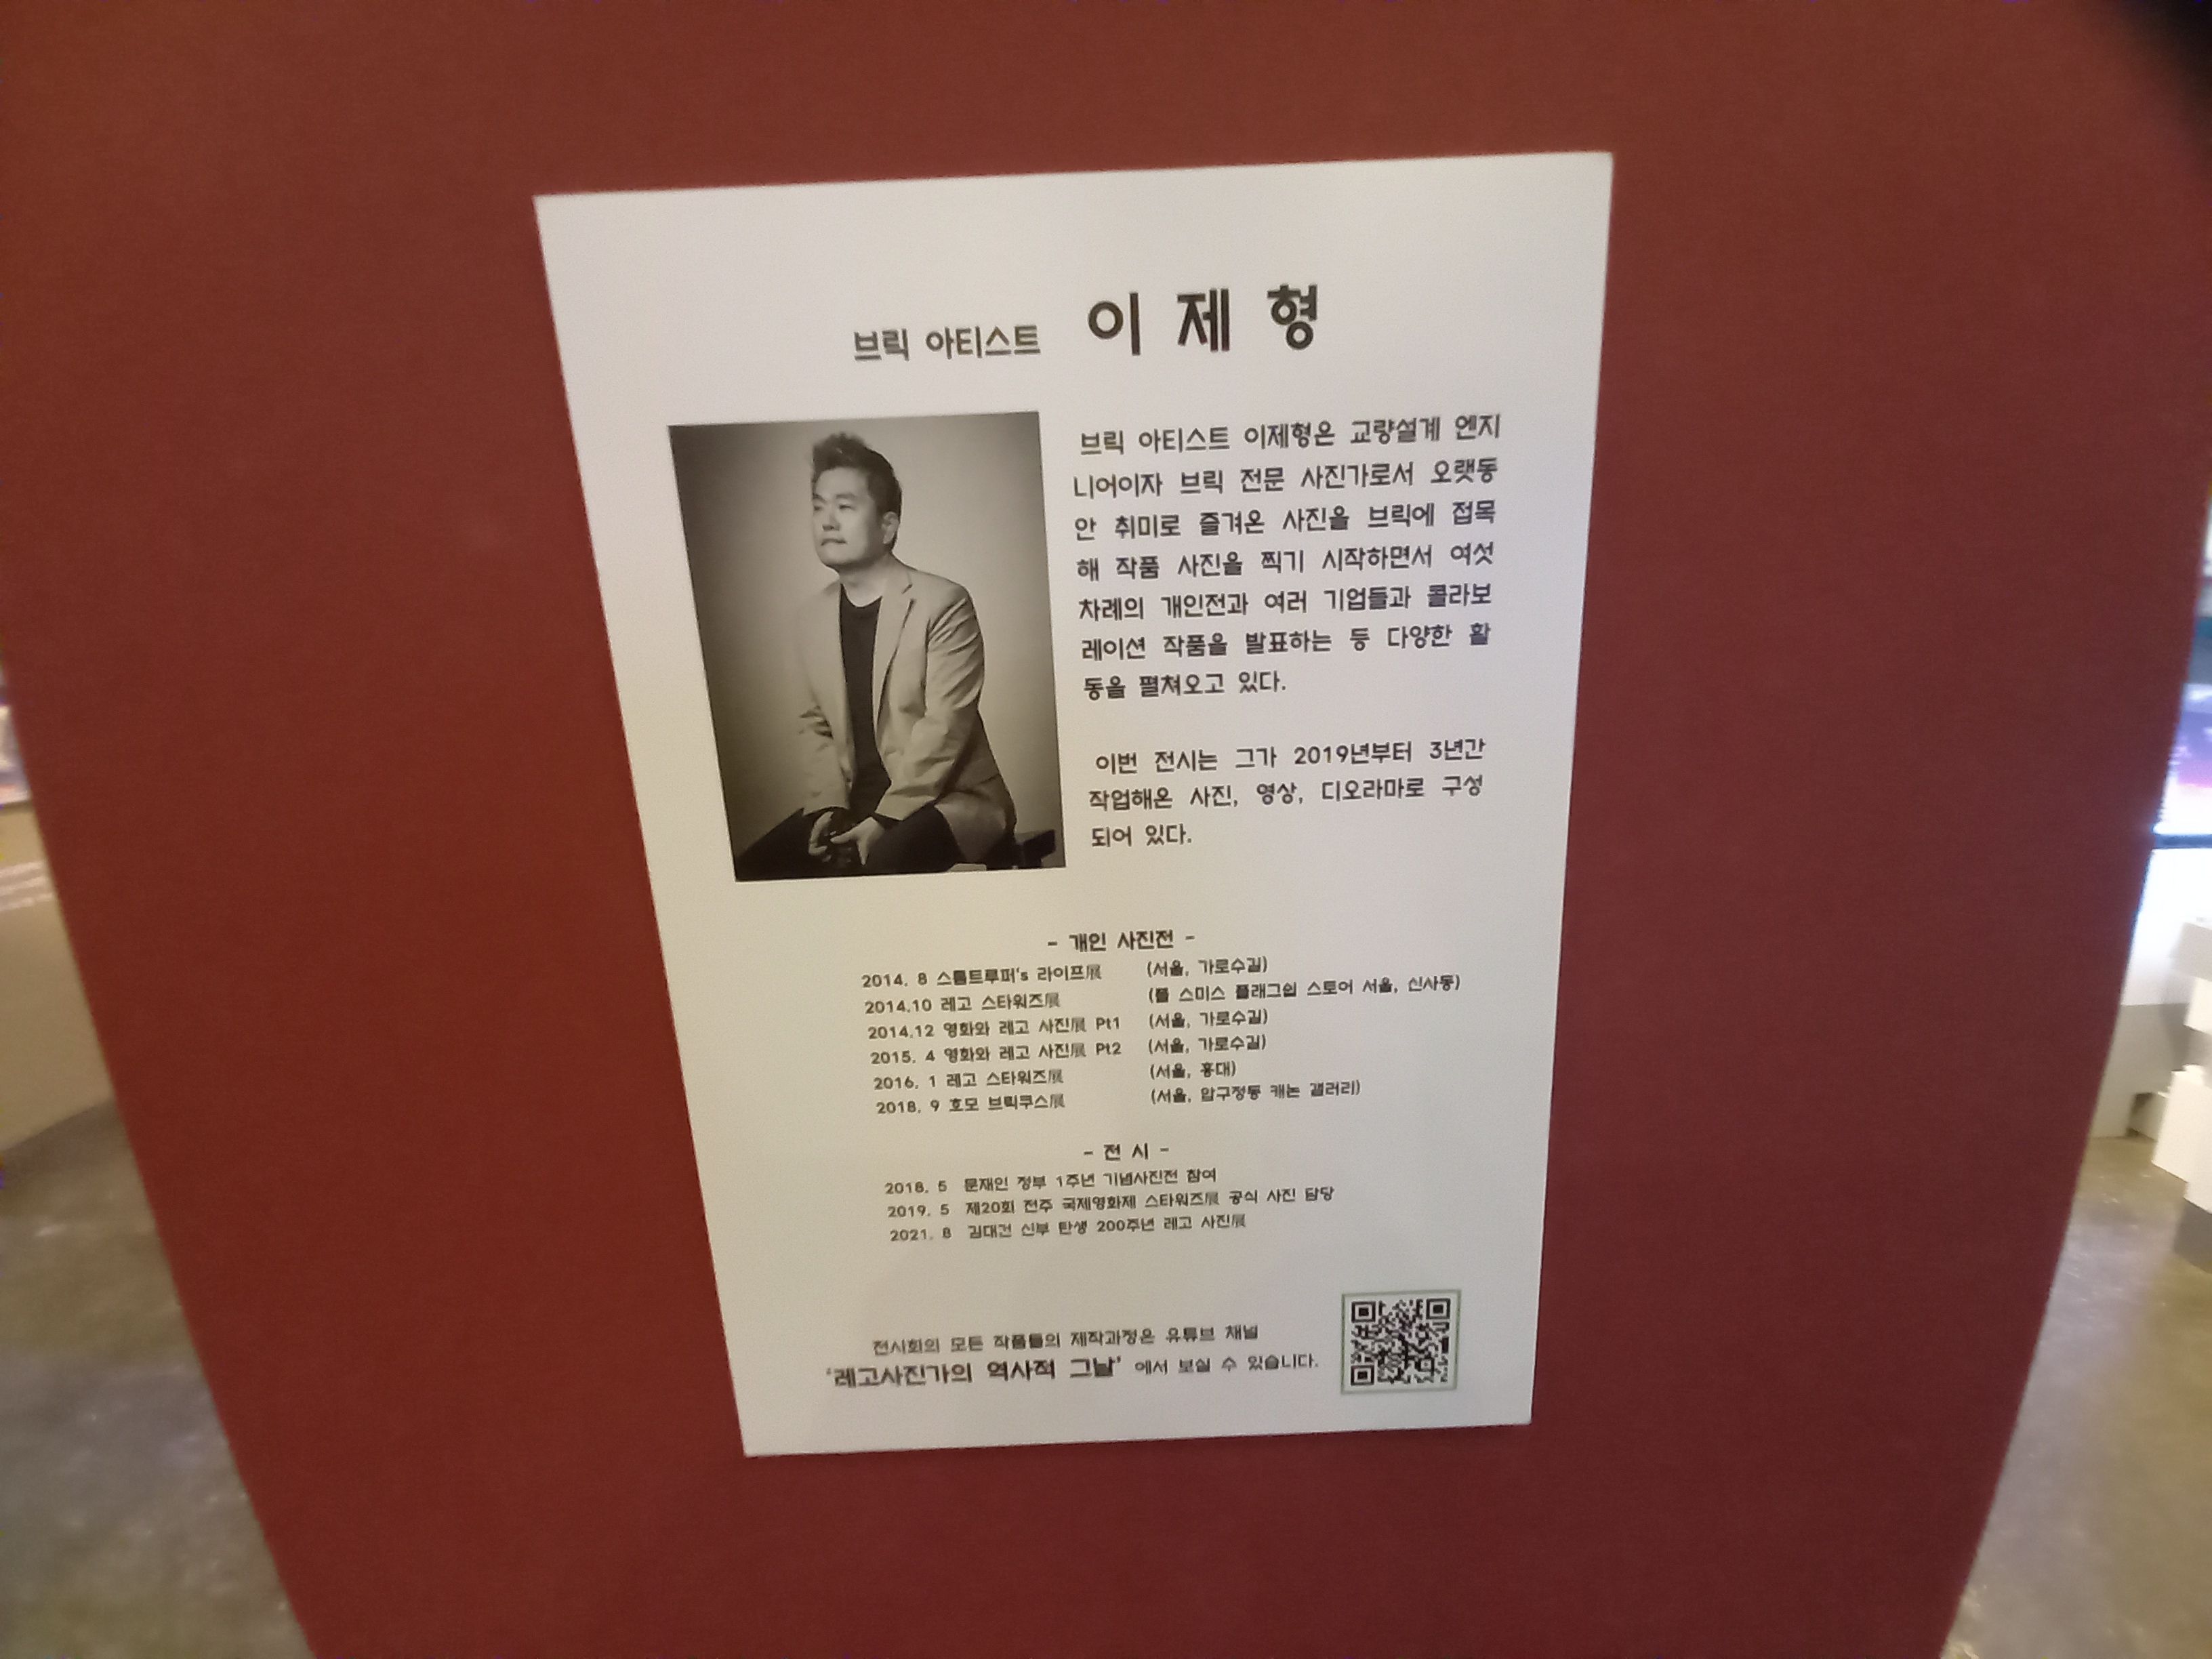 브릭 아티스트 이 제 형
브릭 아티스트 이제형은 교량설계 엔지
니어이자 브릭 전문 사진가로서 오랫동
안 취미로 즐겨온 사진을 브릭에 접목
해 작품 사진을 찍기 시작하면서 여섯
차례의 개인전과 여러 기업들과 콜라보
레이션 작품을 발표하는 등 다양한 활
동을 펼쳐오고 있다.
이번 전시는 그가 2019년부터 3년간
작업해온 사진, 영상, 디오라마로 구성
되어 있다.
- 개인 사진전 -
2014. 8 스톰트루퍼's 라이프展 (서울, 가로수길)
2014.10 레고 스타워즈展 (폴 스미스 플래그쉽 스토어 서울, 신사동)
2014.12 영화와 레고 사진展 Pt1 (서울, 가로수길)
2015. 4 영화와 레고 사진展 Pt2 (서울, 가로수길)
2016. 1 레고 스타워즈展 (서울, 홍대)
2018. 9 호모 브릭쿠스展 (서울, 압구정동 캐논 갤러리)
- 전 시 -
2018. 5 문재인 정부 1주년 기념사진전 참여
2019. 5 제20회 전주 국제영화제 스타워즈展 공식 사진 담당
2021. 8 김대건 신부 탄생 200주년 레고 사진展
전시회의 모든 작품들의 제작과정은 유튜브 채널
'레고사진가의 역사적 그날' 에서 보실 수 있습니다.